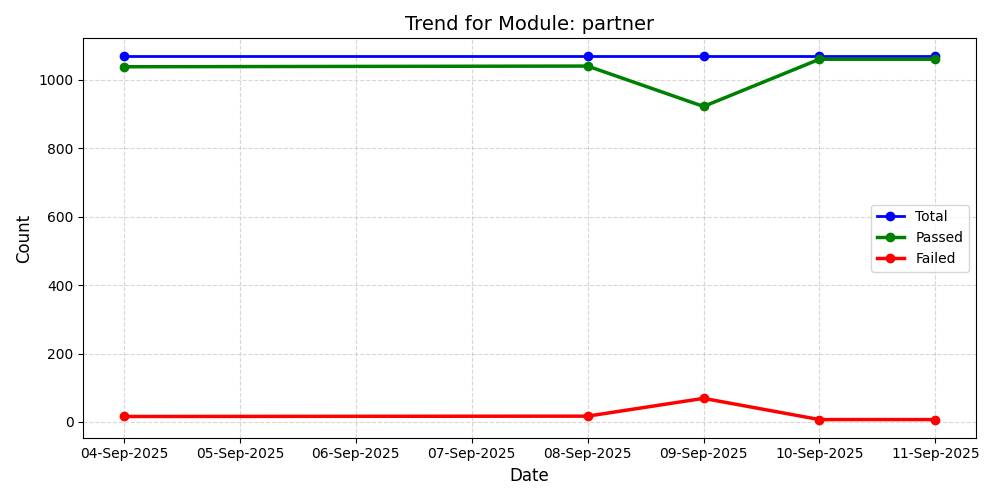 Trend for Module: partner
Count
1000
800
600
400
200
0
Total
Passed
Failed
04-Sep-2025 05-Sep-2025 06-Sep-2025 07-Sep-2025 08-Sep-2025 09-Sep-2025 10-Sep-2025 11-Sep-2025
Date